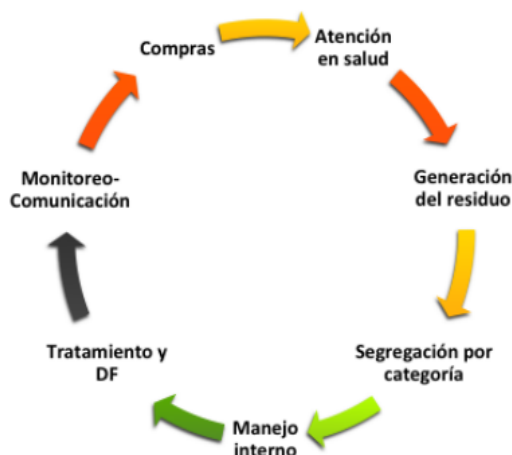 Compras
Atención
en salud
Generación
del residuo
Segregación por
categoría
Manejo
interno
Tratamiento y
DF
Monitoreo-
Comunicación